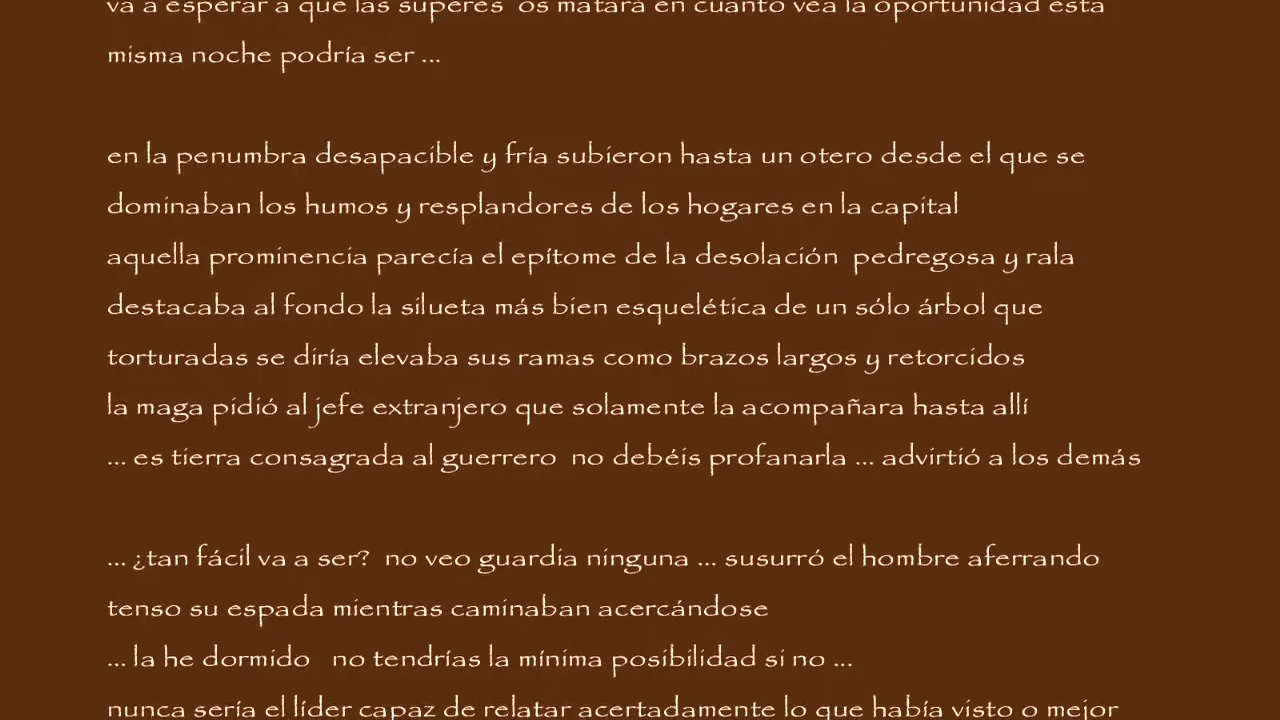 va a esperar a que las superes  os matará en cuanto vea la oportunidad esta
misma noche podría ser ...
en la penumbra desapacible y fría subieron hasta un otero desde el que se
dominaban los humos y resplandores de los hogares en la capital
aquella prominencia parecía el epítome de la desolación  pedregosa y rala
destacaba al fondo la silueta más bien esquelética de un sólo árbol que
torturadas se diría elevaba sus ramas como brazos largos y retorcidos
la maga pidió al jefe extranjero que solamente la acompañara hasta allí
... es tierra consagrada al guerrero  no debéis profanarla ... advirtió a los demás
... ¿tan fácil va a ser?  no veo guardia ninguna ... susurró el hombre aferrando
tenso su espada mientras caminaban acercándose
... la he dormido   no tendrías la mínima posibilidad si no ...
nunca sería el líder capaz de relatar acertadamente lo que había visto o mejor